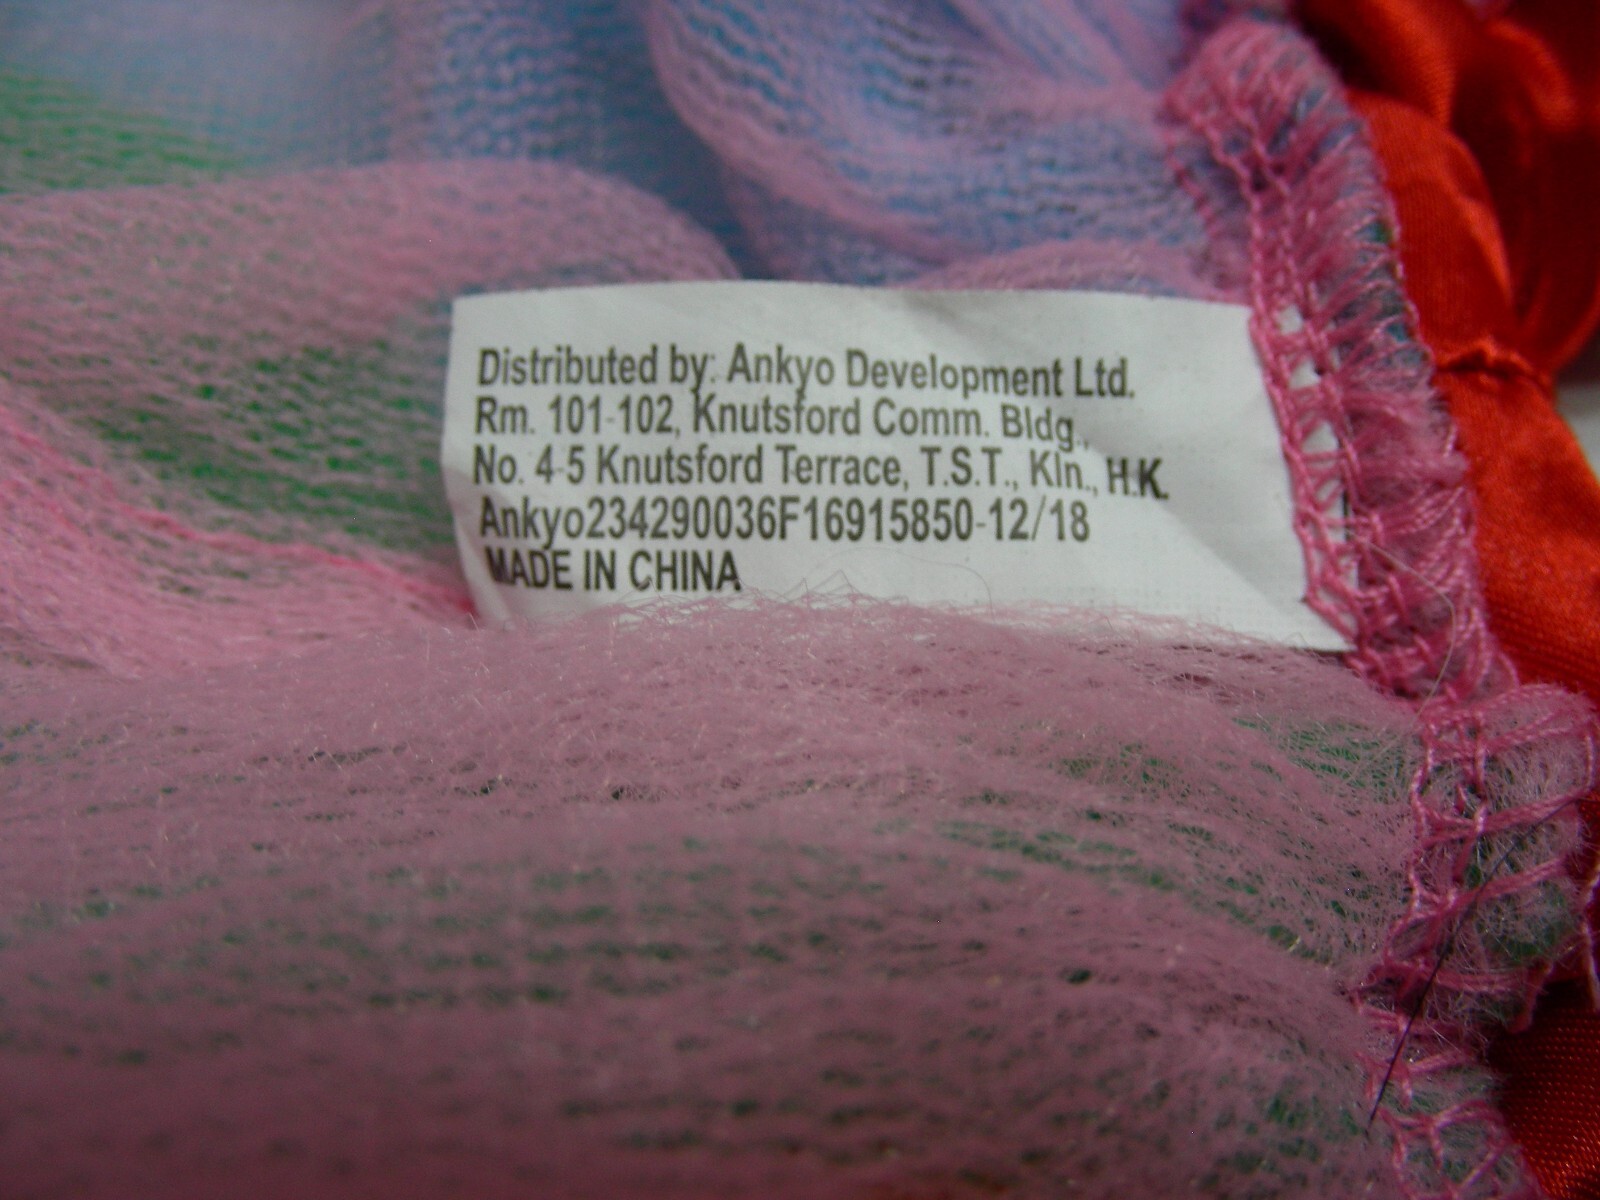 Distributed by: Ankyo Development Ltd.
Rm. 101-102, Knutsford Comm. Bldg.,
No. 4-5 Knutsford Terrace, T.S.T., Kln., H.K.
Ankyo234290036F16915850-12/18
MADE IN CHINA